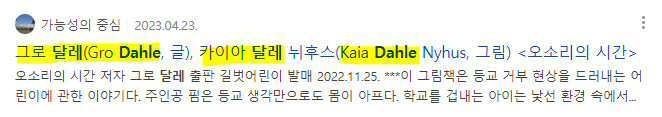 가능성의 중심 2023.04.23.
그로 달레(Gro Dahle, 글), 카이아 달레 뉘후스(Kaia Dahle Nyhus, 그림) <오소리의 시간>
오소리의 시간 저자 그로 달레 출판 길벗어린이 발매 2022.11.25. ***이 그림책은 등교 거부 현상을 드러내는 어
린이에 관한 이야기다. 주인공 핌은 등교 생각만으로도 몸이 아프다. 학교를 겁내는 아이는 낯선 환경 속에서...